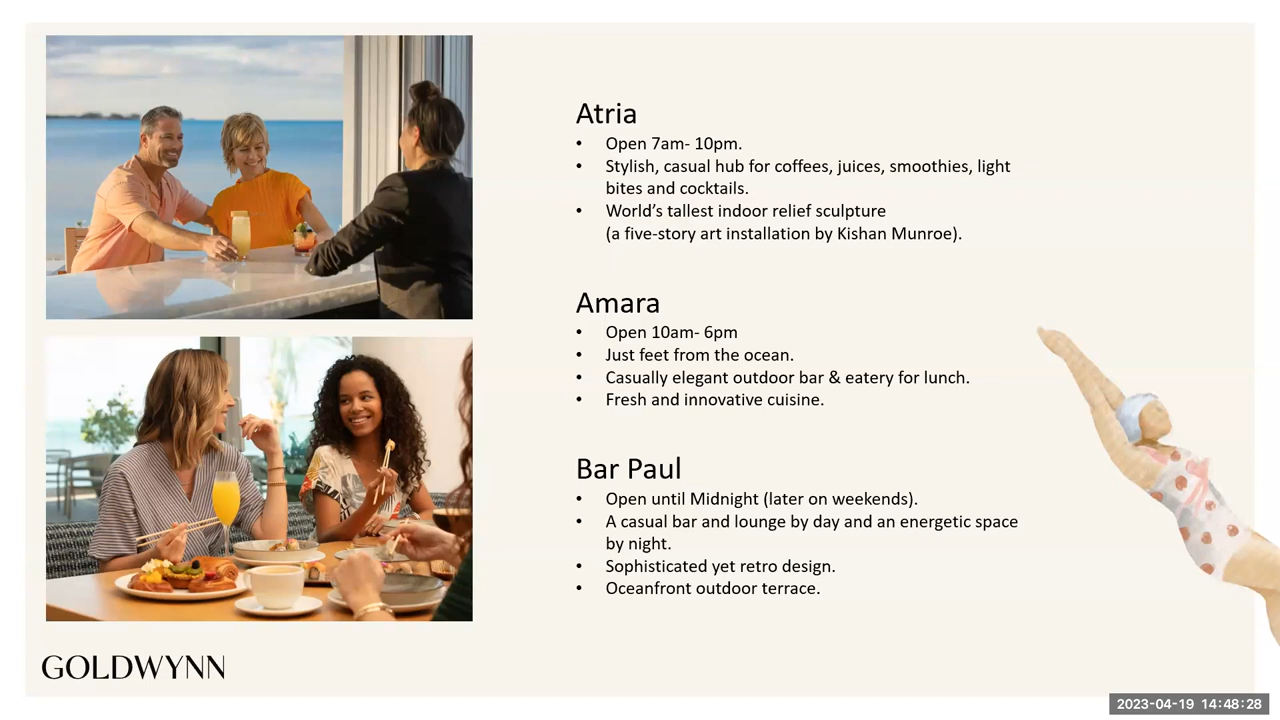 Atria
• Open 7am- 10pm.
• Stylish, casual hub for coffees, juices, smoothies, light
bites and cocktails.
• World’s tallest indoor relief sculpture
(a five-story art installation by Kishan Munroe).
Amara
• Open 10am- 6pm
• Just feet from the ocean.
• Casually elegant outdoor bar & eatery for lunch.
• Fresh and innovative cuisine.
Bar Paul
• Open until Midnight (later on weekends).
• A casual bar and lounge by day and an energetic space
by night.
• Sophisticated yet retro design.
• Oceanfront outdoor terrace.
GOLDWYNN
2023-04-19 14:48:28